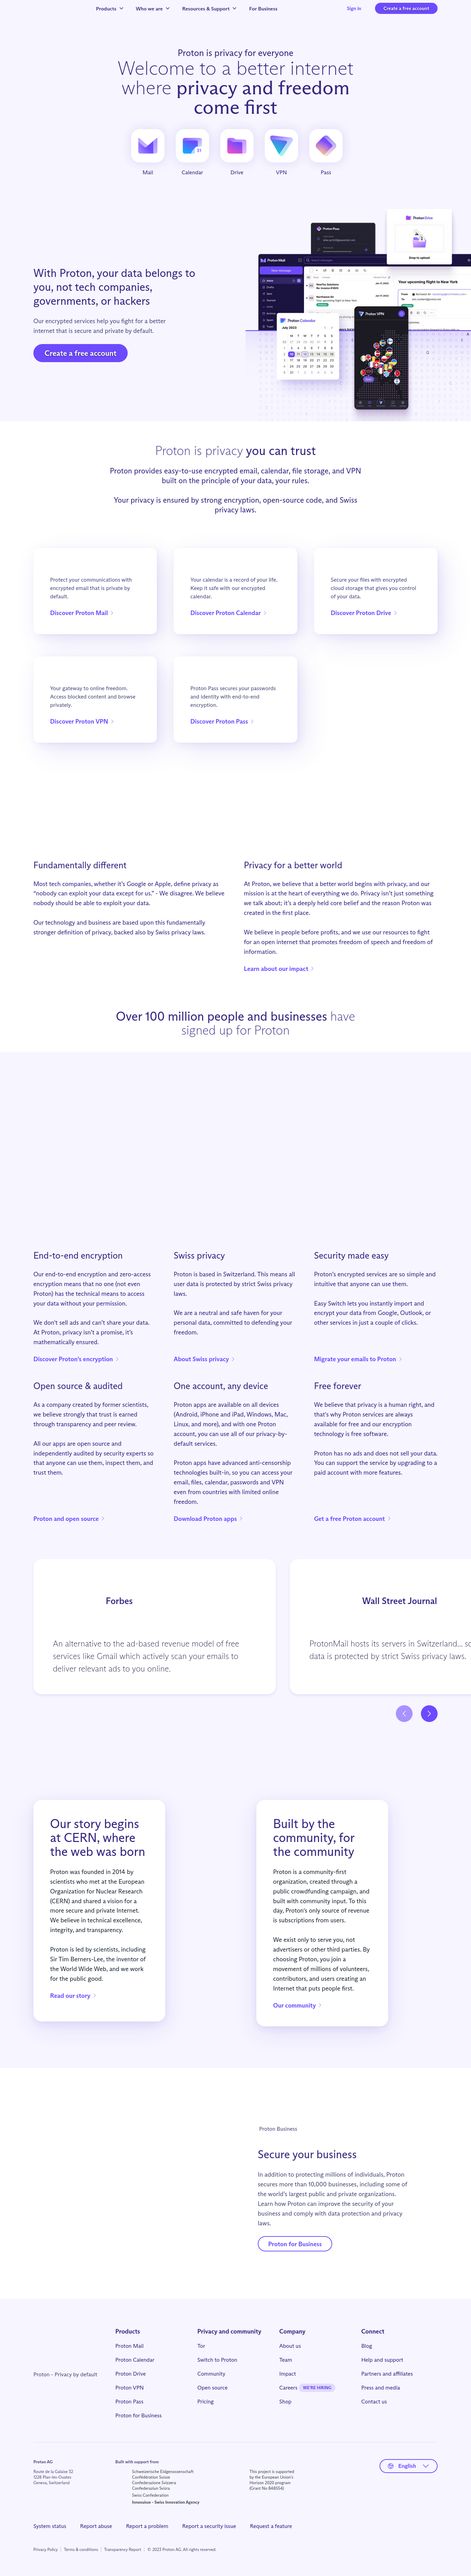 Products
Who we are
Resources & Support
For Business
Sign in
Create a free account
Proton is privacy for everyone
Welcome to a better internet
where privacy and freedom
come first
31
Mail
Calendar
Drive
VPN
Pass
With Proton, your data belongs to
you, not tech companies,
governments, or hackers
Our encrypted services help you fight for a better
internet that is secure and private by default.
Create a free account
Proton Drive
Proton Pass
Drop to upload
Proton Mail
New message
Your upcoming flight to New York
Proton Calendar
July 2023
Proton VPN
Proton is privacy you can trust
Proton provides easy-to-use encrypted email, calendar, file storage, and VPN
built on the principle of your data, your rules.
Your privacy is ensured by strong encryption, open-source code, and Swiss
privacy laws.
Protect your communications with
encrypted email that is private by
default.
Discover Proton Mail
Your calendar is a record of your life.
Keep it safe with our encrypted
calendar.
Discover Proton Calendar
Secure your files with encrypted
cloud storage that gives you control
of your data.
Discover Proton Drive
Your gateway to online freedom.
Access blocked content and browse
privately.
Discover Proton VPN
Proton Pass secures your passwords
and identity with end-to-end
encryption.
Discover Proton Pass
Fundamentally different
Most tech companies, whether it's Google or Apple, define privacy as
"nobody can exploit your data except for us." - We disagree. We believe
nobody should be able to exploit your data.
Our technology and business are based upon this fundamentally
stronger definition of privacy, backed also by Swiss privacy laws.
Privacy for a better world
At Proton, we believe that a better world begins with privacy, and our
mission is at the heart of everything we do. Privacy isn't just something
we talk about; it's a deeply held core belief and the reason Proton was
created in the first place.
We believe in people before profits, and we use our resources to fight
for an open internet that promotes freedom of speech and freedom of
information.
Learn about our impact
Over 100 million people and businesses have
signed up for Proton
End-to-end encryption
Our end-to-end encryption and zero-access
encryption means that no one (not even
Proton) has the technical means to access
your data without your permission.
We don't sell ads and can't share your data.
At Proton, privacy isn't a promise, it's
mathematically ensured.
Discover Proton's encryption
Swiss privacy
Proton is based in Switzerland. This means all
user data is protected by strict Swiss privacy
laws.
We are a neutral and safe haven for your
personal data, committed to defending your
freedom.
About Swiss privacy
Security made easy
Proton's encrypted services are so simple and
intuitive that anyone can use them.
Easy Switch lets you instantly import and
encrypt your data from Google, Outlook, or
other services in just a couple of clicks.
Migrate your emails to Proton
Open source & audited
As a company created by former scientists,
we believe strongly that trust is earned
through transparency and peer review.
All our apps are open source and
independently audited by security experts so
that anyone can use them, inspect them, and
trust them.
Proton and open source
One account, any device
Proton apps are available on all devices
(Android, iPhone and iPad, Windows, Mac,
Linux, and more), and with one Proton
account, you can use all of our privacy-by-
default services.
Proton apps have advanced anti-censorship
technologies built-in, so you can access your
email, files, calendar, passwords and VPN
even from countries with limited online
freedom.
Download Proton apps
Free forever
We believe that privacy is a human right, and
that's why Proton services are always
available for free and our encryption
technology is free software.
Proton has no ads and does not sell your data.
You can support the service by upgrading to a
paid account with more features.
Get a free Proton account
Forbes
An alternative to the ad-based revenue model of free
services like Gmail which actively scan your emails to
deliver relevant ads to you online.
Wall Street Journal
ProtonMail hosts its servers in Switzerland... so
data is protected by strict Swiss privacy laws.
Our story begins
at CERN, where
the web was born
Proton was founded in 2014 by
scientists who met at the European
Organization for Nuclear Research
(CERN) and shared a vision for a
more secure and private Internet.
We believe in technical excellence,
integrity, and transparency.
Proton is led by scientists, including
Sir Tim Berners-Lee, the inventor of
the World Wide Web, and we work
for the public good.
Read our story
Built by the
community, for
the community
Proton is a community-first
organization, created through a
public crowdfunding campaign, and
built with community input. To this
day, Proton's only source of revenue
is subscriptions from users.
We exist only to serve you, not
advertisers or other third parties. By
choosing Proton, you join a
movement of millions of volunteers,
contributors, and users creating an
Internet that puts people first.
Our community
Proton Business
Secure your business
In addition to protecting millions of individuals, Proton
secures more than 10,000 businesses, including some of
the world's largest public and private organizations.
Learn how Proton can improve the security of your
business and comply with data protection and privacy
laws.
Proton for Business
Proton - Privacy by default
Products
Proton Mail
Proton Calendar
Proton Drive
Proton VPN
Proton Pass
Proton for Business
Privacy and community
Tor
Switch to Proton
Community
Open source
Pricing
Company
About us
Team
Impact
Careers WE'RE HIRING
Shop
Connect
Blog
Help and support
Partners and affiliates
Press and media
Contact us
Proton AG
Route de la Galaise 32
1228 Plan-les-Ouates
Geneva, Switzerland
Built with support from
Schweizerische Eidgenossenschaft
Confédération Suisse
Confederazione Svizzera
Confederaziun Svizra
Swiss Confederation
Innosuisse - Swiss Innovation Agency
This project is supported
by the European Union's
Horizon 2020 program
(Grant No 848554)
English
System status
Report abuse
Report a problem
Report a security issue
Request a feature
Privacy Policy
Terms & conditions
Transparency Report
© 2023 Proton AG. All rights reserved.